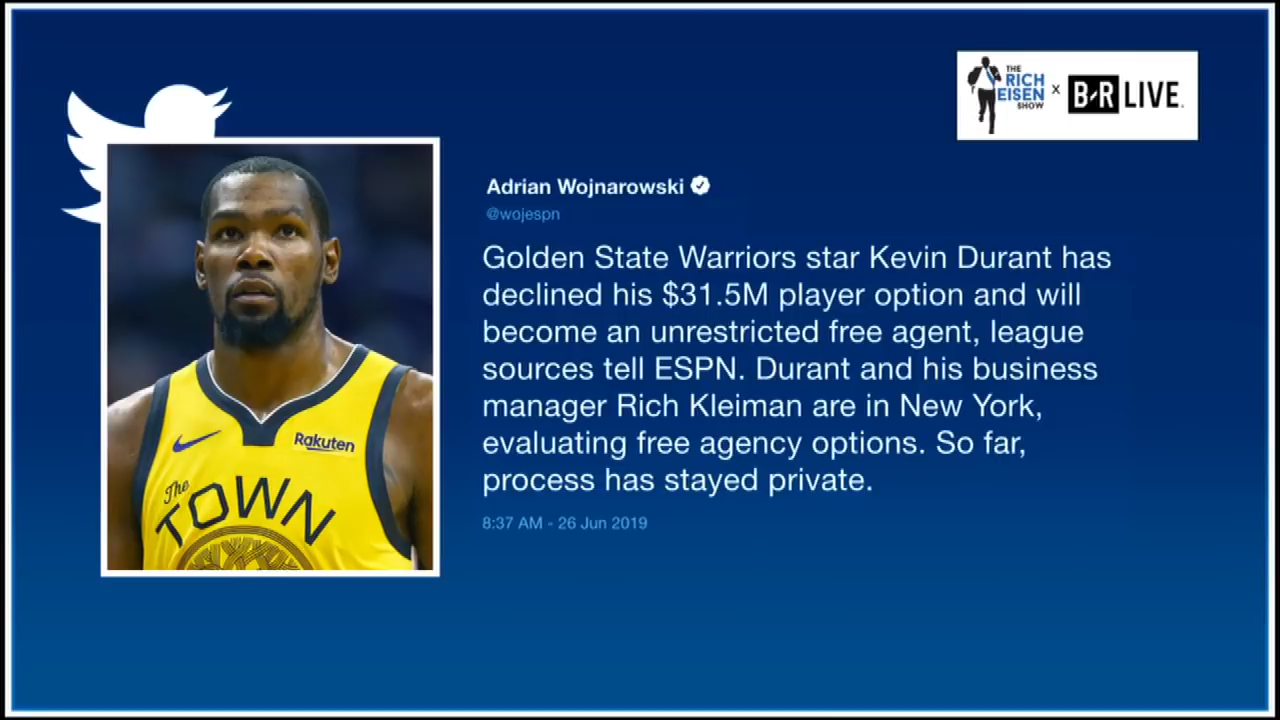 THE
RICH
EISEN
SHOW
x
B/R LIVE.
Adrian Wojnarowski
@wojespn
Golden State Warriors star Kevin Durant has
declined his $31.5M player option and will
become an unrestricted free agent, league
sources tell ESPN. Durant and his business
manager Rich Kleiman are in New York,
evaluating free agency options. So far,
process has stayed private.
8:37 AM - 26 Jun 2019
Rakuten
The
TOWN